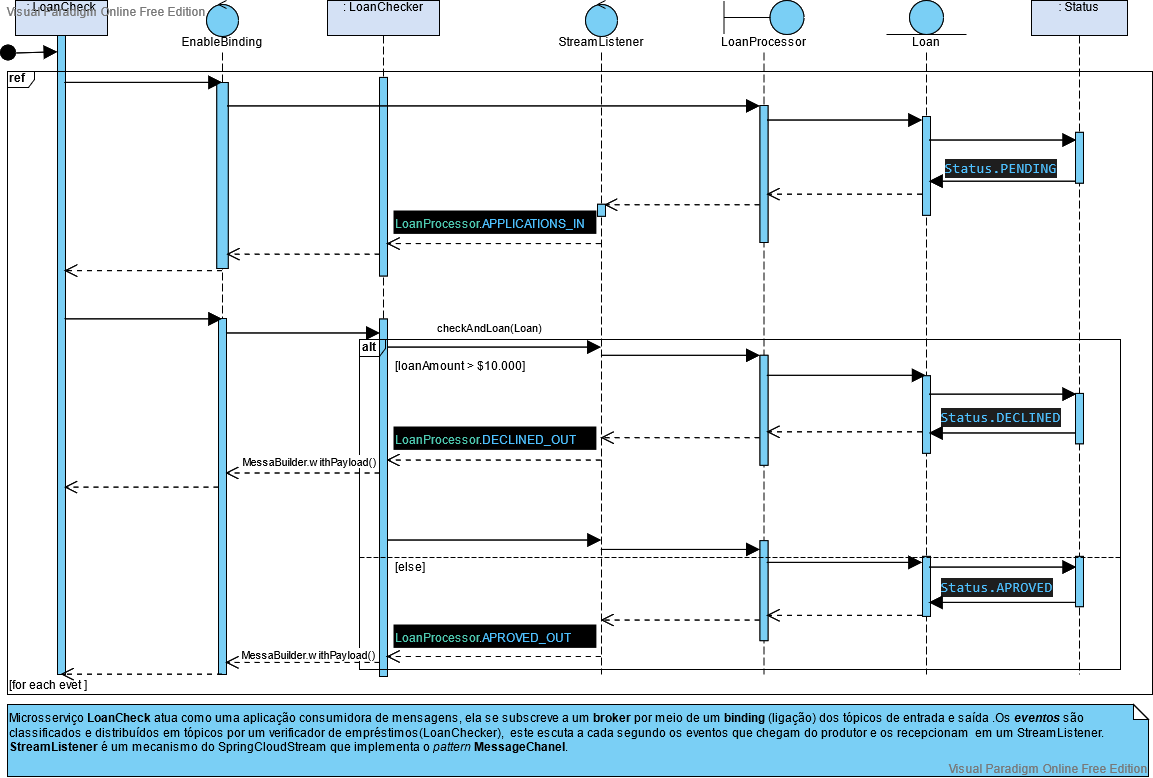 : LoanCheck
Visual Paradigm Online Free Edition
: LoanChecker
: Status
EnableBinding
StreamListener
LoanProcessor
Loan
ref
Status.PENDING
LoanProcessor.APPLICATIONS_IN
checkAndLoan(Loan)
alt
[loanAmount > $10.000]
Status.DECLINED
LoanProcessor.DECLINED_OUT
MessaBuilder.withPayload()
[else]
Status.APROVED
LoanProcessor.APROVED_OUT
MessaBuilder.withPayload()
[for each evet ]
Microsserviço LoanCheck atua como uma aplicação consumidora de mensagens, ela se subscreve a um broker por meio de um binding (ligação) dos tópicos de entrada e saída .Os eventos são
classificados e distribuídos em tópicos por um verificador de empréstimos(LoanChecker), este escuta a cada segundo os eventos que chegam do produtor e os recepcionam em um StreamListener.
StreamListener é um mecanismo do SpringCloudStream que implementa o pattern MessageChanel.
Visual Paradigm Online Free Edition